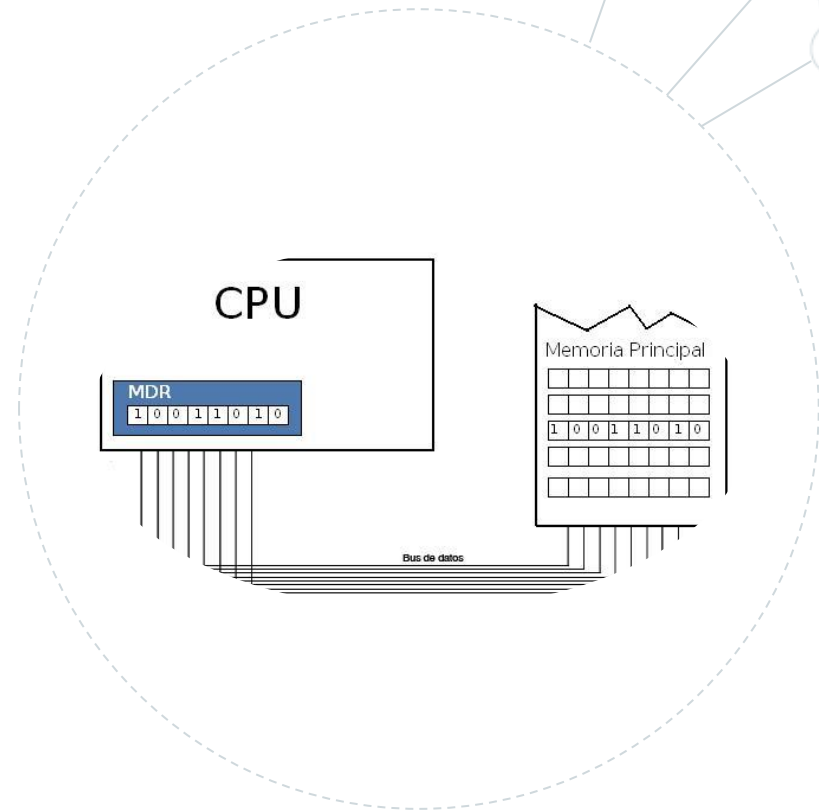 CPU
MDR
1 0 0 1 1 0 1 0
Memoria Principal
1 0 0 1 1 0 1 0
Bus de datos